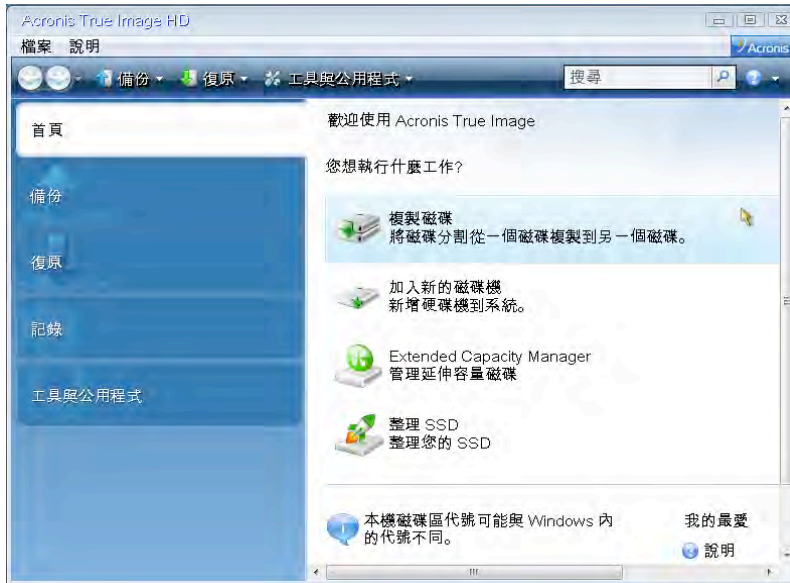 Acronis True Image HD
檔案 說明
Acronis
備份 復原 工具與公用程式 搜尋
首頁
備份
復原
記錄
工具與公用程式
歡迎使用 Acronis True Image
您想執行什麼工作?
複製磁碟
將磁碟分割從一個磁碟複製到另一個磁碟。
加入新的磁碟機
新增硬碟機到系統。
Extended Capacity Manager
管理延伸容量磁碟
整理 SSD
整理您的 SSD
本機磁碟區代號可能與 Windows 內
的代號不同。
我的最愛
說明